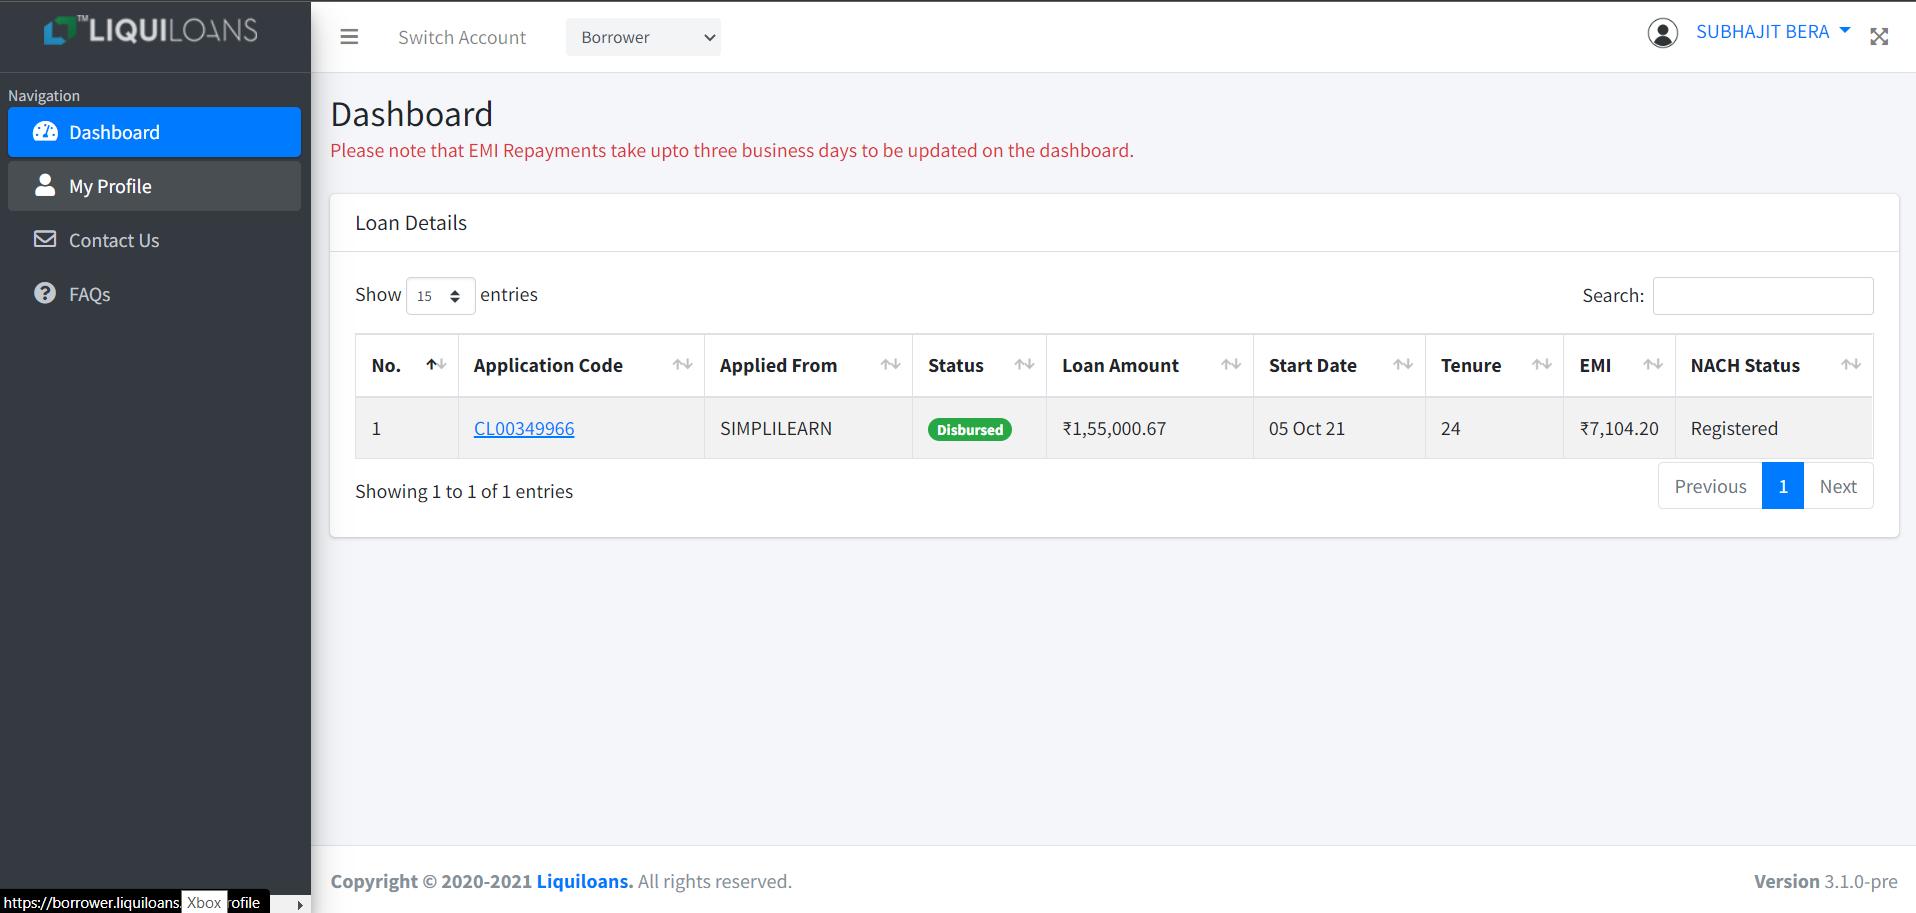 ™LIQUILOANS
Switch Account
Borrower
SUBHAJIT BERA
Navigation
Dashboard
My Profile
Contact Us
FAQs
Dashboard
Please note that EMI Repayments take upto three business days to be updated on the dashboard.
Loan Details
Show 15 entries
Search:
No. Application Code Applied From Status Loan Amount Start Date Tenure EMI NACH Status
1 CL00349966 SIMPLILEARN Disbursed ₹1,55,000.67 05 Oct 21 24 ₹7,104.20 Registered
Showing 1 to 1 of 1 entries
Previous 1 Next
Copyright © 2020-2021 Liquiloans. All rights reserved.
Version 3.1.0-pre
https://borrower.liquiloans. Xbox rofile